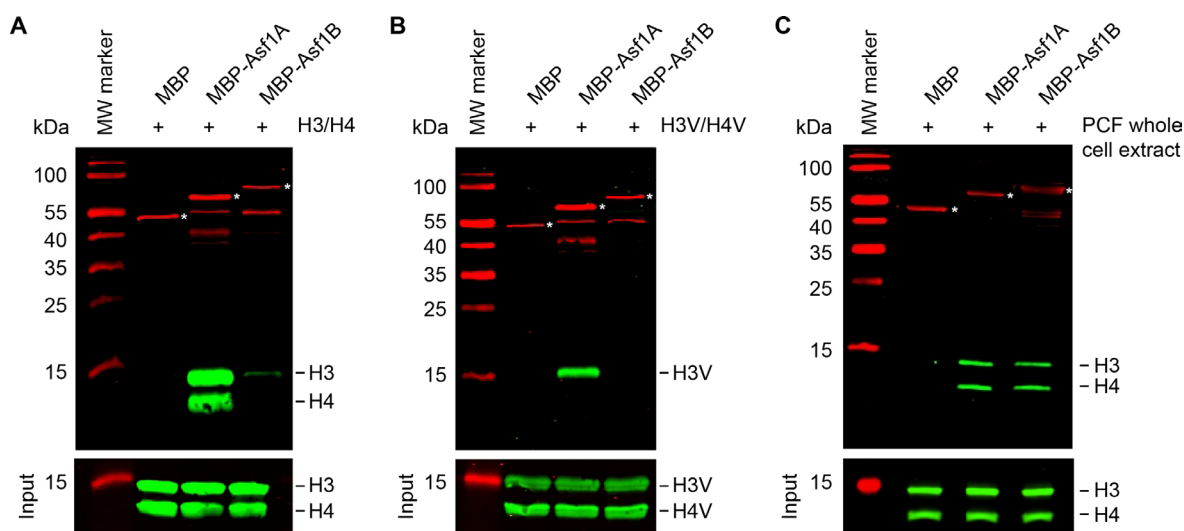 A
MW marker
MBP
MBP-Asf1A
MBP-Asf1B
kDa
+ + + H3/H4
100
*
*
55
*
40
35
25
15
H3
H4
Input
15
H3
H4
B
MW marker
MBP
MBP-Asf1A
MBP-Asf1B
kDa
+ + + H3V/H4V
100
*
*
55
*
40
35
25
15
H3V
Input
15
H3V
H4V
C
MW marker
MBP
MBP-Asf1A
MBP-Asf1B
kDa
+ + + PCF whole
cell extract
100
*
*
55
*
40
35
25
15
H3
H4
Input
15
H3
H4